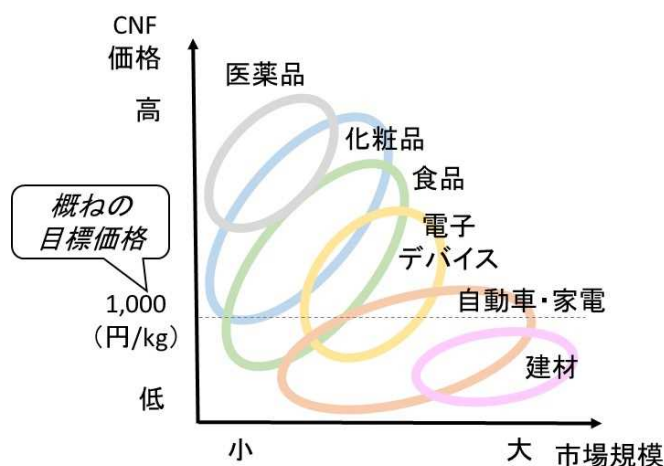 CNF
価格
高
医薬品
化粧品
食品
概ねの
目標価格
電子
デバイス
1,000
（円/kg）
自動車・家電
建材
低
小
大
市場規模